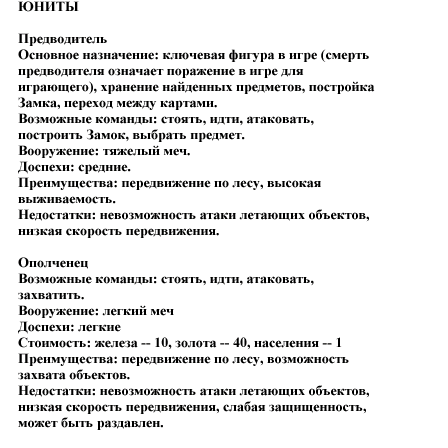 ЮНИТЫ
Предводитель
Основное назначение: ключевая фигура в игре (смерть
предводителя означает поражение в игре для
играющего), хранение найденных предметов, постройка
Замка, переход между картами.
Возможные команды: стоять, идти, атаковать,
построить Замок, выбрать предмет.
Вооружение: тяжелый меч.
Доспехи: средние.
Преимущества: передвижение по лесу, высокая
выживаемость.
Недостатки: невозможность атаки летающих объектов,
низкая скорость передвижения.
Ополченец
Возможные команды: стоять, идти, атаковать,
захватить.
Вооружение: легкий меч
Доспехи: легкие
Стоимость: железа -- 10, золота -- 40, населения -- 1
Преимущества: передвижение по лесу, возможность
захвата объектов.
Недостатки: невозможность атаки летающих объектов,
низкая скорость передвижения, слабая защищенность,
может быть раздавлен.